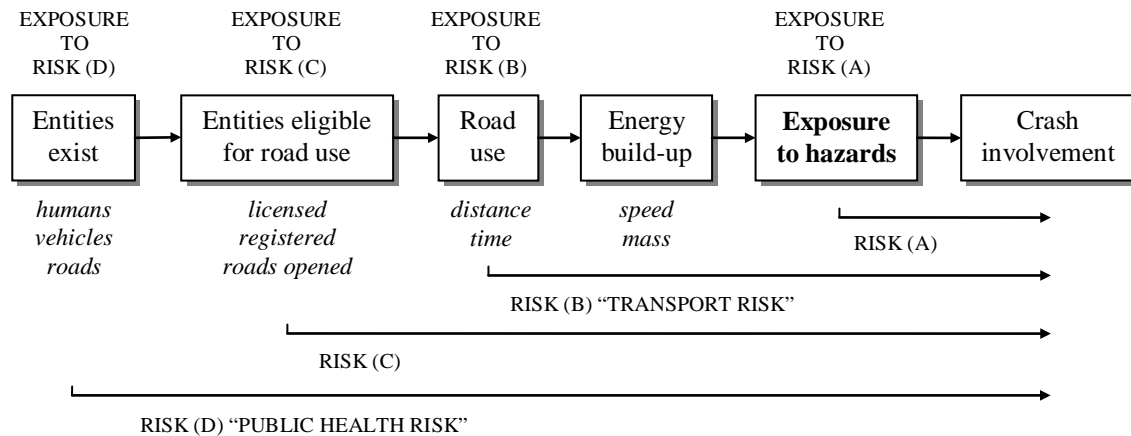 EXPOSURE
TO
RISK (D)
EXPOSURE
TO
RISK (C)
EXPOSURE
TO
RISK (B)
EXPOSURE
TO
RISK (A)
Entities
exist
Entities eligible
for road use
Road
use
Energy
build-up
Exposure
to hazards
Crash
involvement
humans
vehicles
roads
licensed
registered
roads opened
distance
time
speed
mass
RISK (A)
RISK (B) “TRANSPORT RISK”
RISK (C)
RISK (D) “PUBLIC HEALTH RISK”